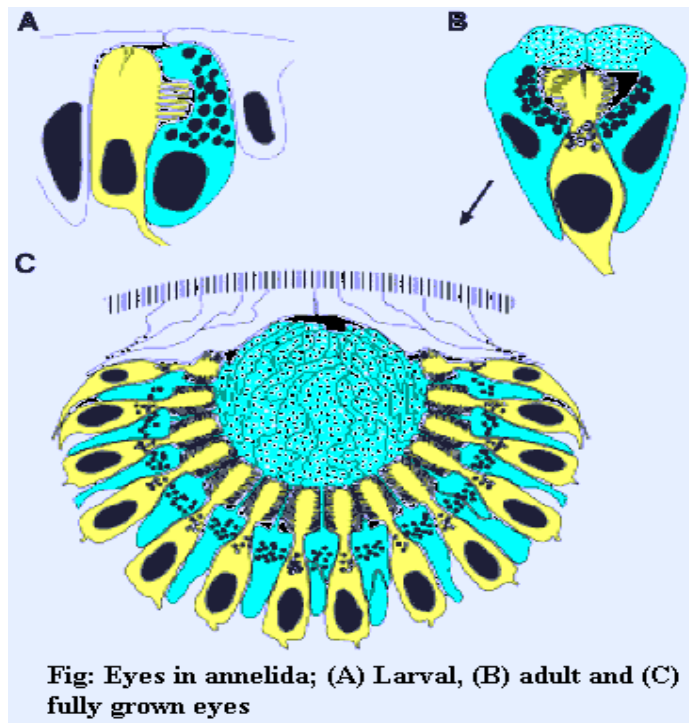 A
B
C
Fig: Eyes in annelida; (A) Larval, (B) adult and (C)
fully grown eyes